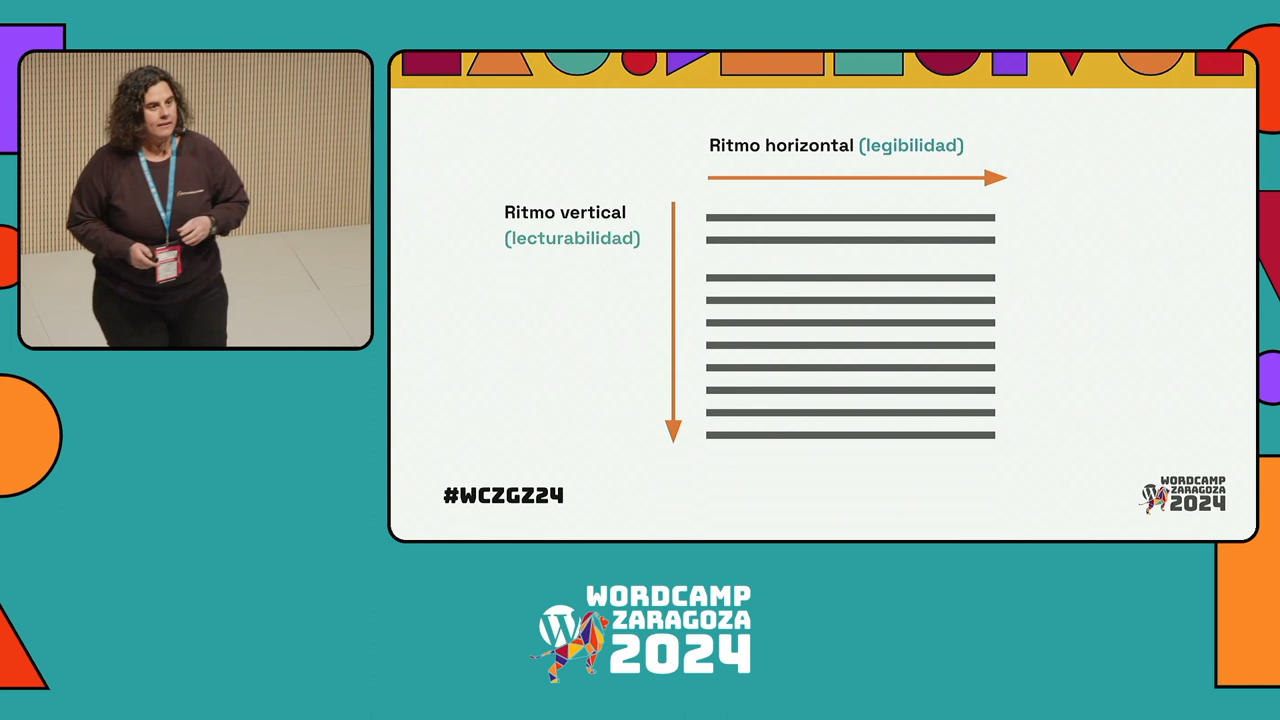 Ritmo horizontal (legibilidad)
Ritmo vertical
(lecturabilidad)
#WCZGZ24
WORDCAMP
ZARAGOZA
2024
WORDCAMP
ZARAGOZA
2024